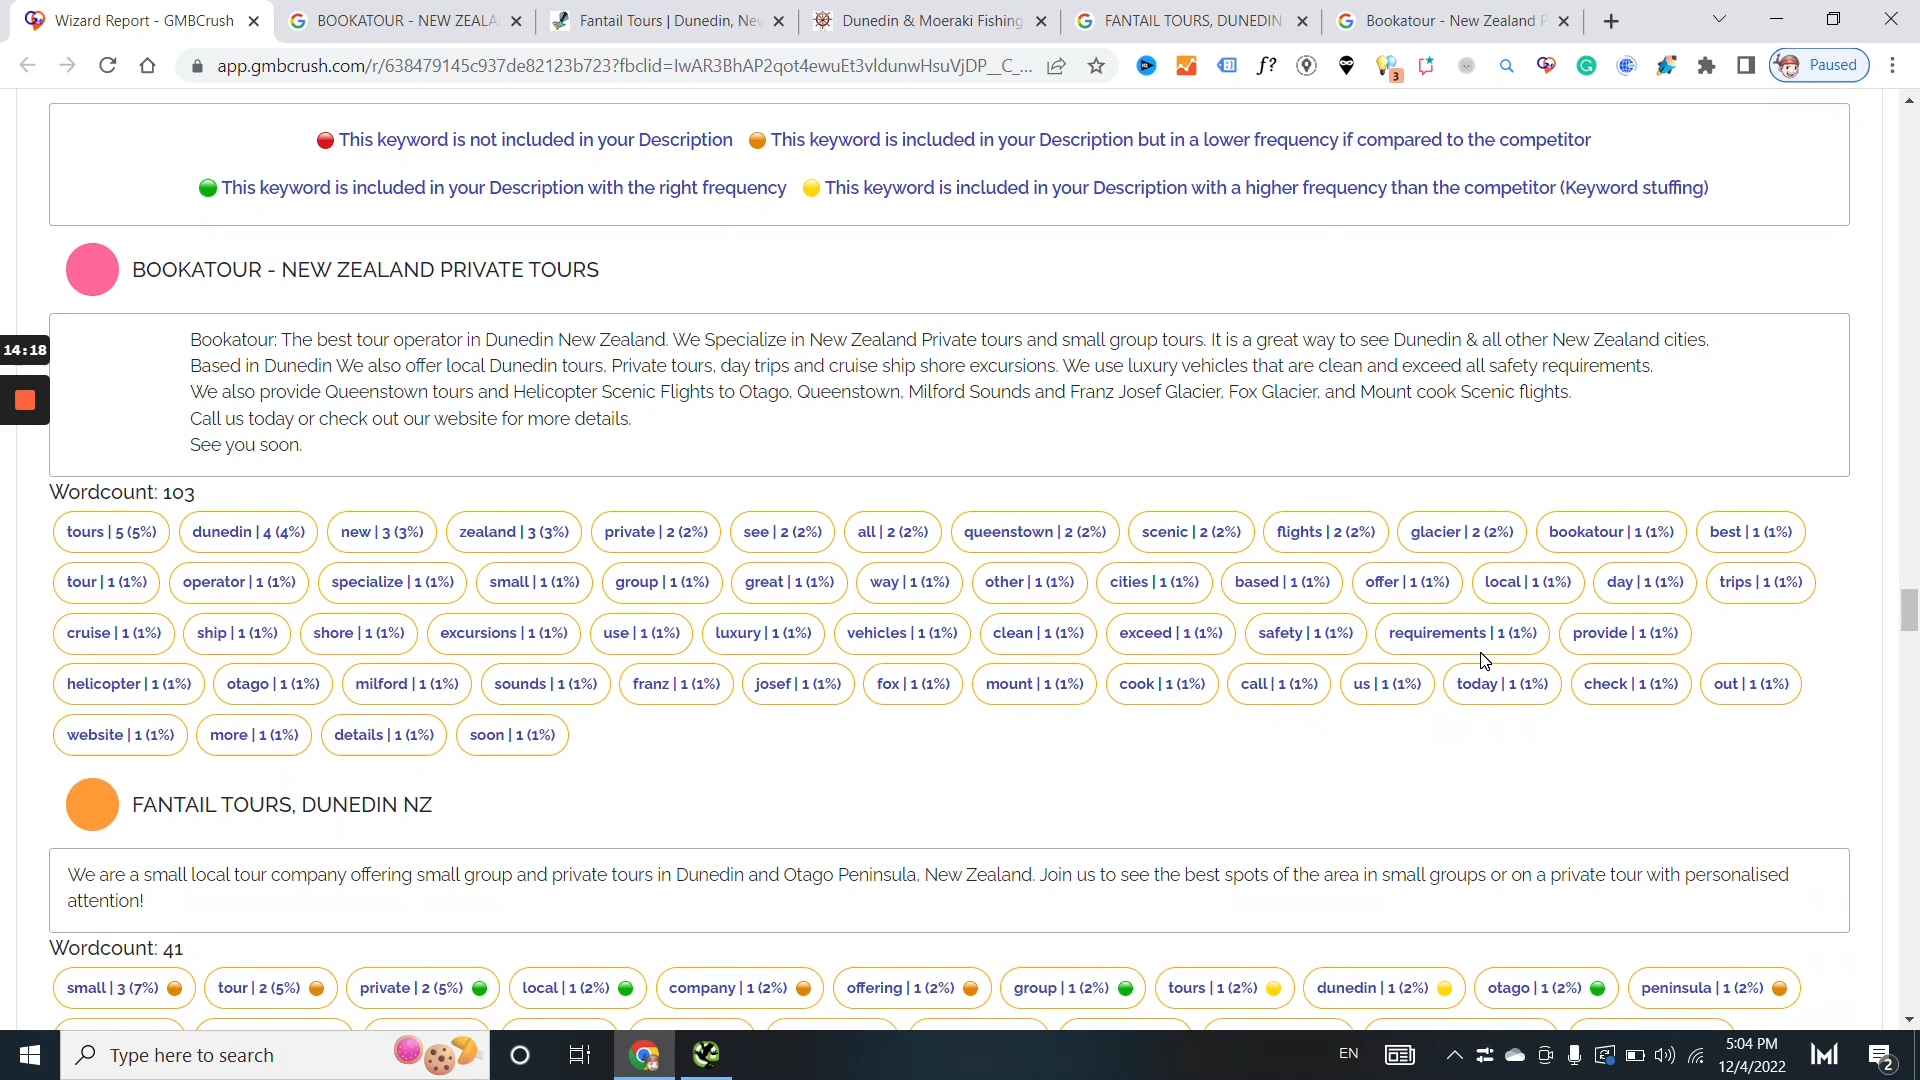 Wizard Report - GMBCrush
BOOKATOUR - NEW ZEALA
Fantail Tours | Dunedin, Nev
Dunedin & Moeraki Fishing
FANTAIL TOURS, DUNEDIN
Bookatour - New Zealand P
app.gmbcrush.com/r/638479145c937de82123b723?fbclid=IwAR3BhAP2qot4ewuEt3vldunwHsuVjDP__C_...
f?
3
Paused
This keyword is not included in your Description
This keyword is included in your Description but in a lower frequency if compared to the competitor
This keyword is included in your Description with the right frequency
This keyword is included in your Description with a higher frequency than the competitor (Keyword stuffing)
BOOKATOUR - NEW ZEALAND PRIVATE TOURS
14:18
Bookatour: The best tour operator in Dunedin New Zealand. We Specialize in New Zealand Private tours and small group tours. It is a great way to see Dunedin & all other New Zealand cities.
Based in Dunedin We also offer local Dunedin tours, Private tours, day trips and cruise ship shore excursions. We use luxury vehicles that are clean and exceed all safety requirements.
We also provide Queenstown tours and Helicopter Scenic Flights to Otago, Queenstown, Milford Sounds and Franz Josef Glacier, Fox Glacier, and Mount cook Scenic flights.
Call us today or check out our website for more details.
See you soon.
Wordcount: 103
tours | 5 (5%) dunedin | 4 (4%) new | 3 (3%) zealand | 3 (3%) private | 2 (2%) see | 2 (2%) all | 2 (2%) queenstown | 2 (2%) scenic | 2 (2%) flights | 2 (2%) glacier | 2 (2%) bookatour | 1 (1%) best | 1 (1%)
tour | 1 (1%) operator | 1 (1%) specialize | 1 (1%) small | 1 (1%) group | 1 (1%) great | 1 (1%) way | 1 (1%) other | 1 (1%) cities | 1 (1%) based | 1 (1%) offer | 1 (1%) local | 1 (1%) day | 1 (1%) trips | 1 (1%)
cruise | 1 (1%) ship | 1 (1%) shore | 1 (1%) excursions | 1 (1%) use | 1 (1%) luxury | 1 (1%) vehicles | 1 (1%) clean | 1 (1%) exceed | 1 (1%) safety | 1 (1%) requirements | 1 (1%) provide | 1 (1%)
helicopter | 1 (1%) otago | 1 (1%) milford | 1 (1%) sounds | 1 (1%) franz | 1 (1%) josef | 1 (1%) fox | 1 (1%) mount | 1 (1%) cook | 1 (1%) call | 1 (1%) us | 1 (1%) today | 1 (1%) check | 1 (1%) out | 1 (1%)
website | 1 (1%) more | 1 (1%) details | 1 (1%) soon | 1 (1%)
FANTAIL TOURS, DUNEDIN NZ
We are a small local tour company offering small group and private tours in Dunedin and Otago Peninsula, New Zealand. Join us to see the best spots of the area in small groups or on a private tour with personalised
attention!
Wordcount: 41
small | 3 (7%) tour | 2 (5%) private | 2 (5%) local | 1 (2%) company | 1 (2%) offering | 1 (2%) group | 1 (2%) tours | 1 (2%) dunedin | 1 (2%) otago | 1 (2%) peninsula | 1 (2%)
Type here to search
EN
5:04 PM
12/4/2022
2